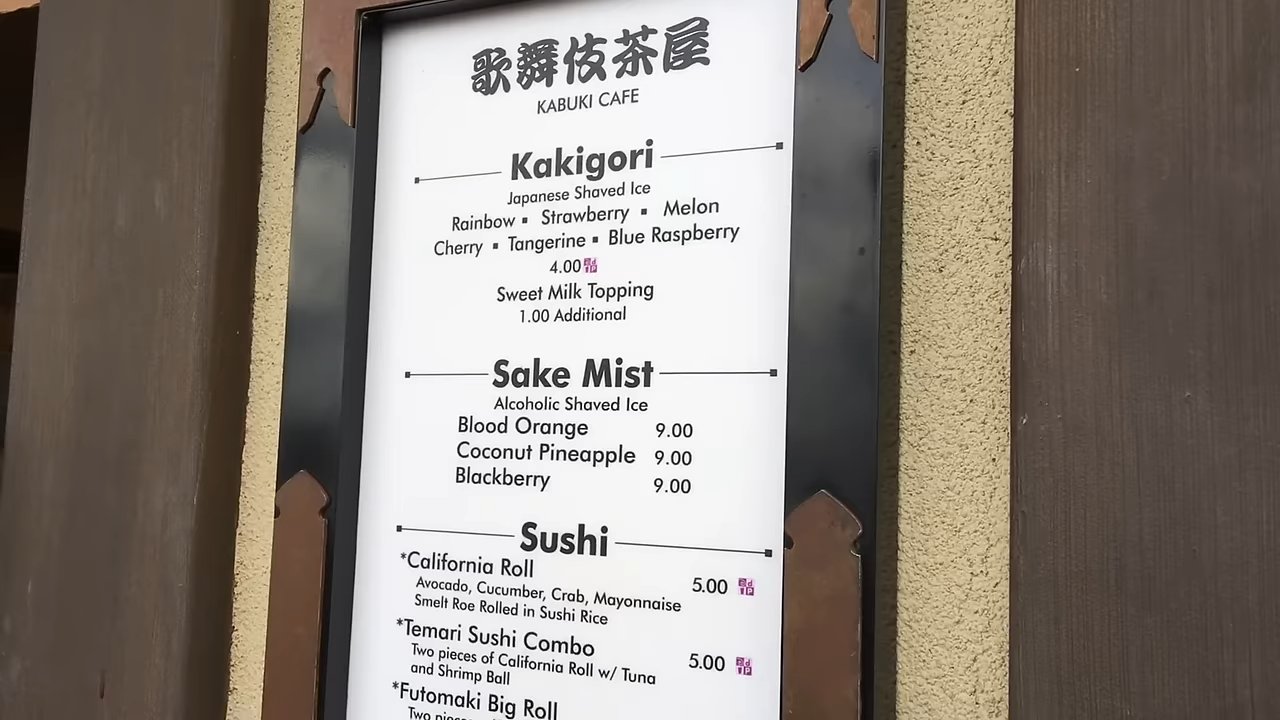 歌舞伎茶屋
KABUKI CAFE
Kakigori
Japanese Shaved Ice
Rainbow ▪ Strawberry ▪ Melon
Cherry ▪ Tangerine ▪ Blue Raspberry
4.00
Sweet Milk Topping
1.00 Additional
Sake Mist
Alcoholic Shaved Ice
Blood Orange 9.00
Coconut Pineapple 9.00
Blackberry 9.00
Sushi
*California Roll 5.00
Avocado, Cucumber, Crab, Mayonnaise
Smelt Roe Rolled in Sushi Rice
*Temari Sushi Combo 5.00
Two pieces of California Roll w/ Tuna
and Shrimp Ball
*Futomaki Big Roll
Two